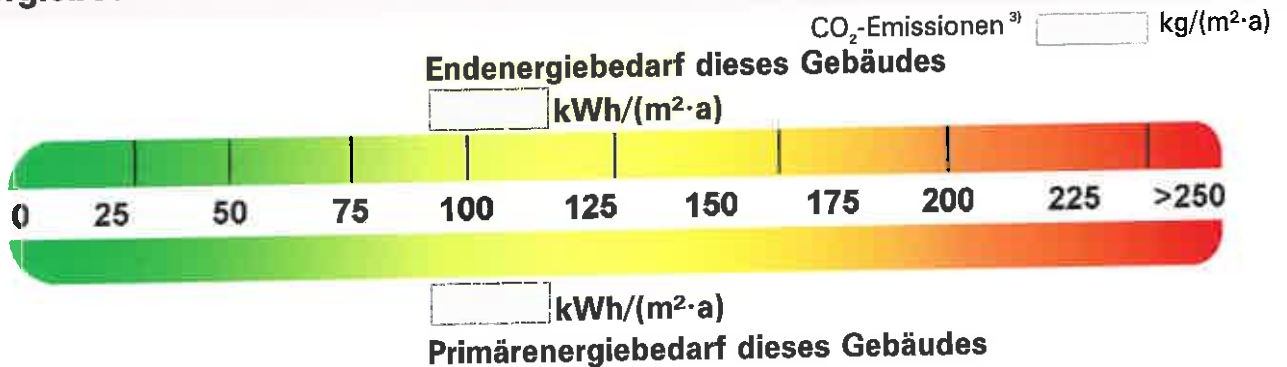 CO₂-Emissionen ³⁾ kg/(m²·a)
Endenergiebedarf dieses Gebäudes
kWh/(m²·a)
0 25 50 75 100 125 150 175 200 225 >250
kWh/(m²·a)
Primärenergiebedarf dieses Gebäudes